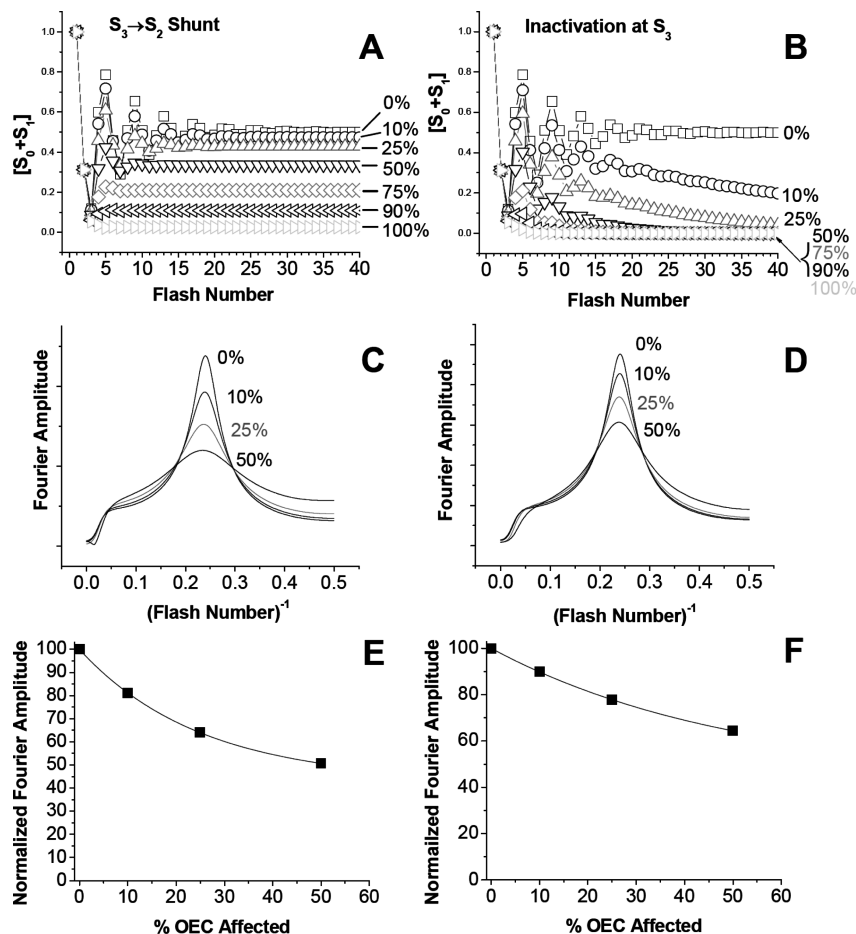 S3→S2 Shunt
A
[S0+S1]
1.0
0.8
0.6
0.4
0.2
0.0
0%
10%
25%
50%
75%
90%
100%
0 5 10 15 20 25 30 35 40
Flash Number
Inactivation at S3
B
[S0+S1]
1.0
0.8
0.6
0.4
0.2
0.0
0%
10%
25%
50%
75%
90%
100%
0 5 10 15 20 25 30 35 40
Flash Number
C
Fourier Amplitude
0%
10%
25%
50%
0.0 0.1 0.2 0.3 0.4 0.5
(Flash Number)-1
D
Fourier Amplitude
0%
10%
25%
50%
0.0 0.1 0.2 0.3 0.4 0.5
(Flash Number)-1
E
Normalized Fourier Amplitude
100
90
80
70
60
50
40
30
20
10
0
0 10 20 30 40 50 60
% OEC Affected
F
Normailzed Fourier Amplitude
100
80
60
40
20
0
0 10 20 30 40 50 60
% OEC Affected